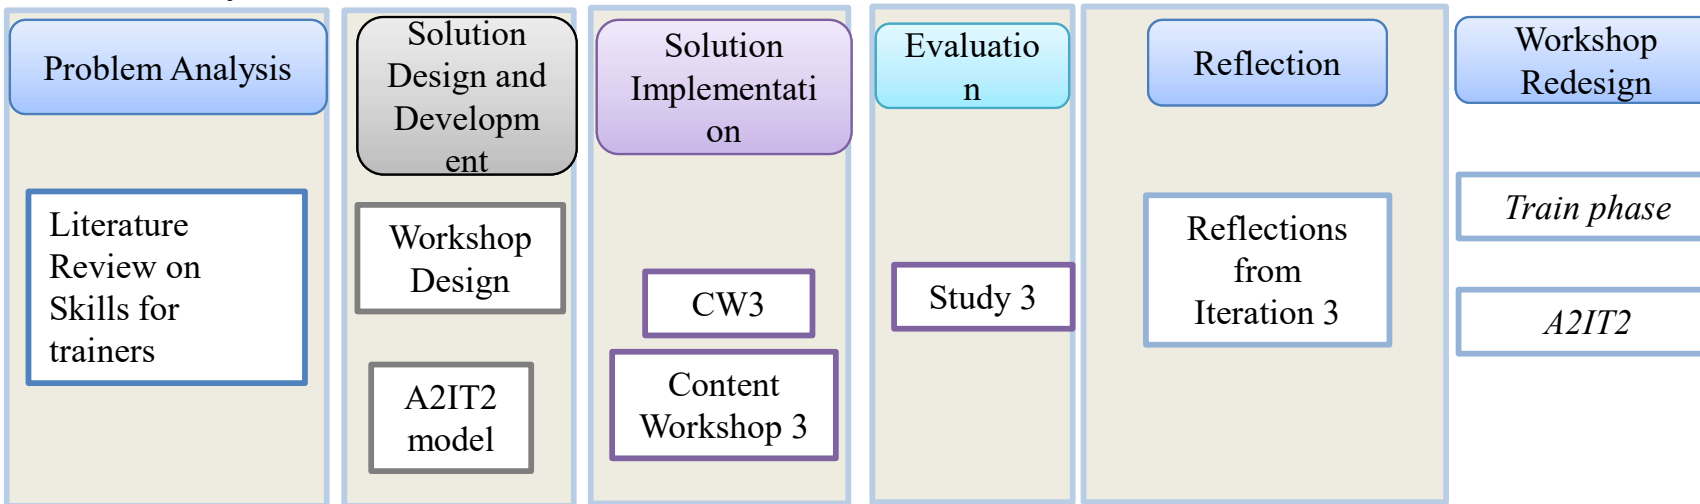 Problem Analysis
Literature
Review on
Skills for
trainers
Solution
Design and
Developm
ent
Workshop
Design
A2IT2
model
Solution
Implementati
on
CW3
Content
Workshop 3
Evaluatio
n
Study 3
Reflection
Reflections
from
Iteration 3
Workshop
Redesign
Train phase
A2IT2